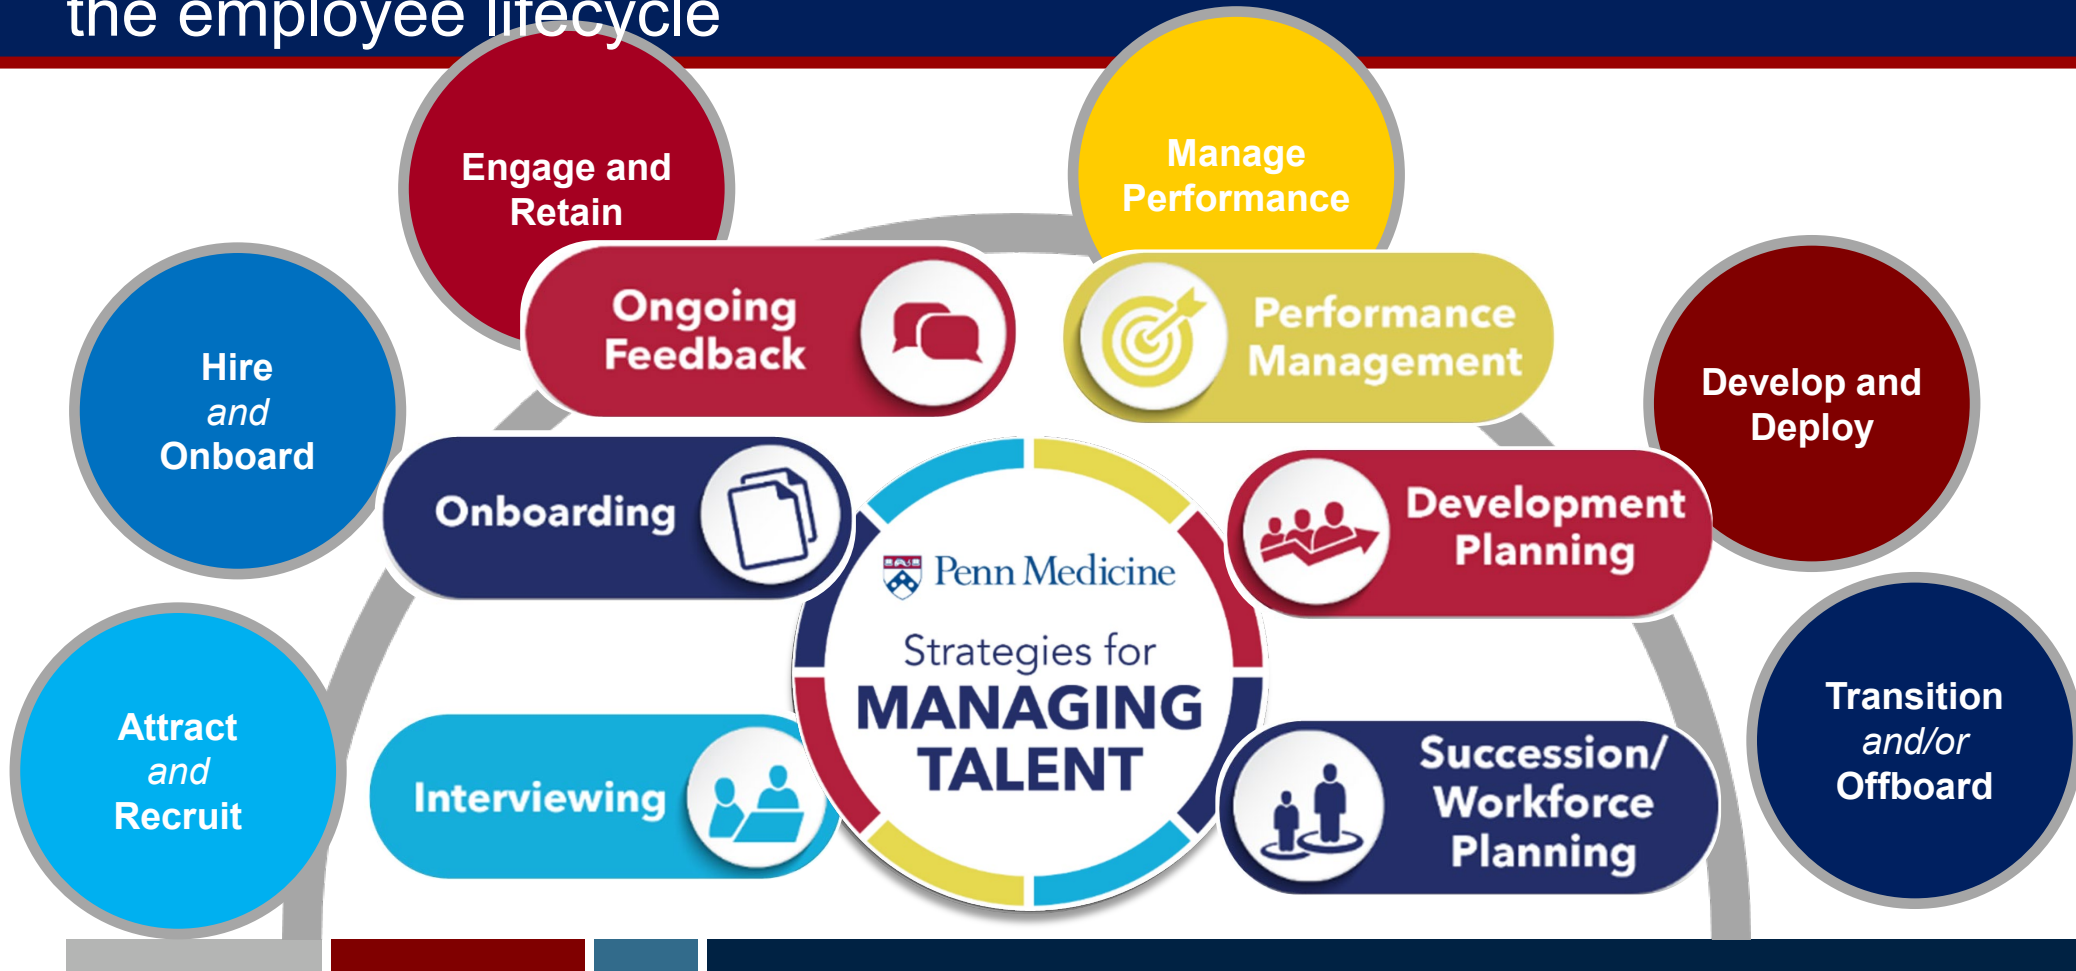 the employee lifecycle
Engage and
Retain
Manage
Performance
Hire
and
Onboard
Ongoing
Feedback
Performance
Management
Develop and
Deploy
Onboarding
Development
Planning
Penn Medicine
Strategies for
MANAGING
TALENT
Attract
and
Recruit
Interviewing
Succession/
Workforce
Planning
Transition
and/or
Offboard